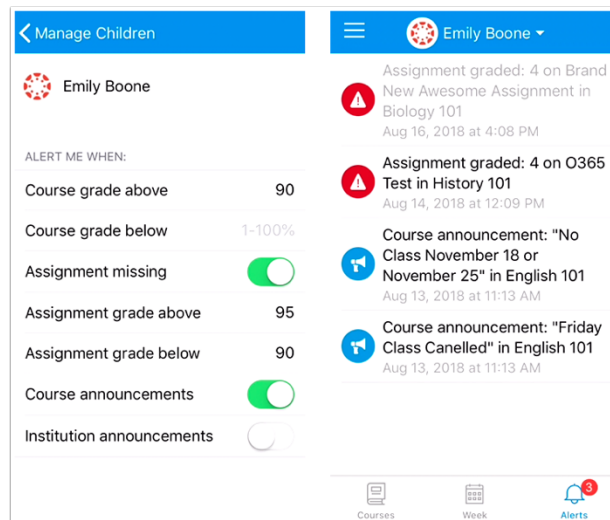 Manage Children
Emily Boone
ALERT ME WHEN:
Course grade above 90
Course grade below 1-100%
Assignment missing
Assignment grade above 95
Assignment grade below 90
Course announcements
Institution announcements
Emily Boone
Assignment graded: 4 on Brand
New Awesome Assignment in
Biology 101
Aug 16, 2018 at 4:08 PM
Assignment graded: 4 on O365
Test in History 101
Aug 14, 2018 at 12:09 PM
Course announcement: "No
Class November 18 or
November 25" in English 101
Aug 13, 2018 at 11:13 AM
Course announcement: "Friday
Class Canelled" in English 101
Aug 13, 2018 at 11:13 AM
3
Courses Week Alerts